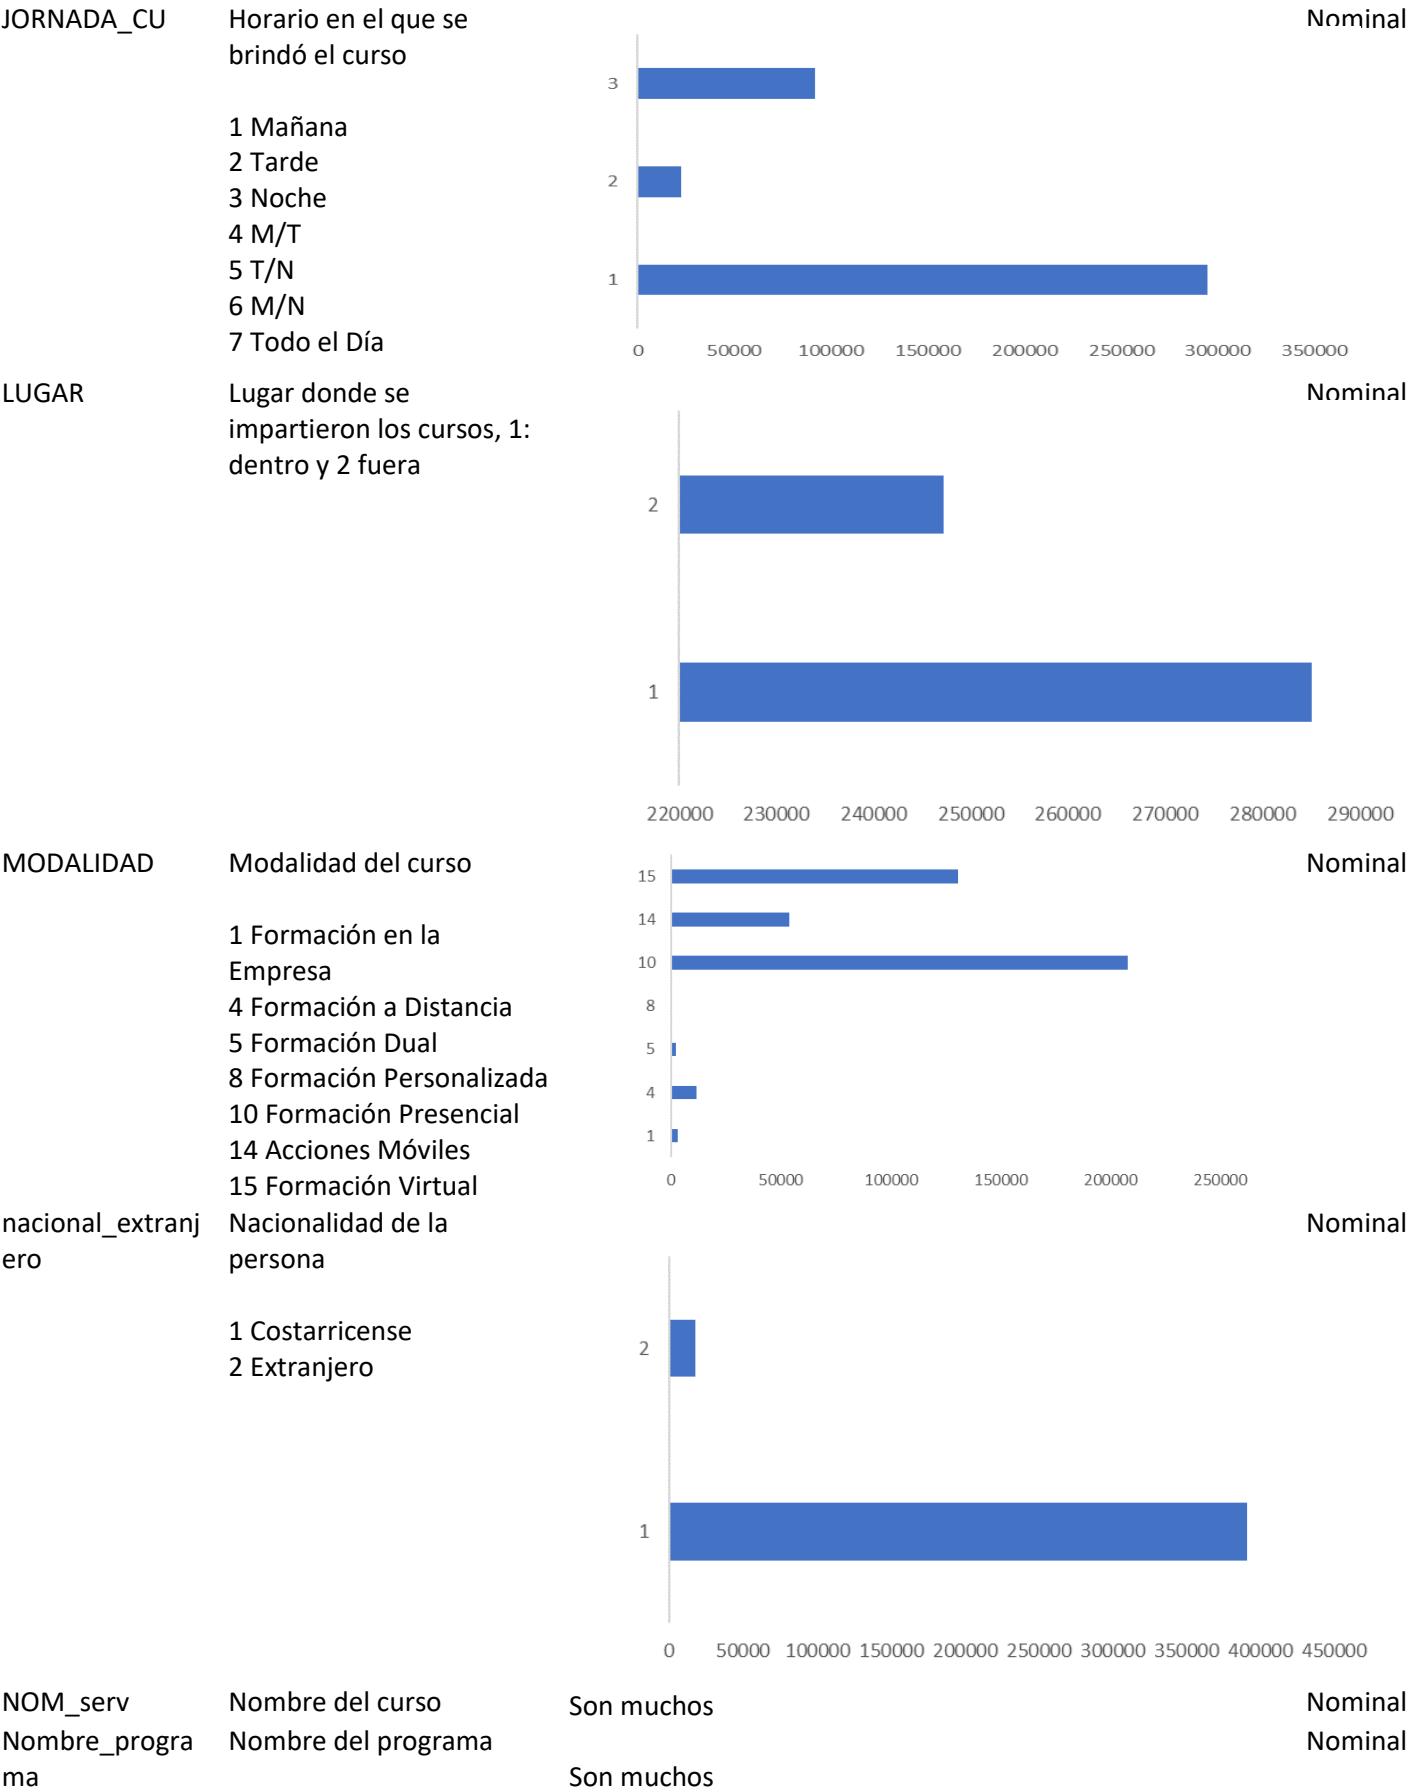 JORNADA_CU Horario en el que se Nominal
brindó el curso
1 Mañana
2 Tarde
3 Noche
4 M/T
5 T/N
6 M/N
7 Todo el Día
3
2
1
0 50000 100000 150000 200000 250000 300000 350000
LUGAR Lugar donde se Nominal
impartieron los cursos, 1:
dentro y 2 fuera
2
1
220000 230000 240000 250000 260000 270000 280000 290000
MODALIDAD Modalidad del curso Nominal
1 Formación en la
Empresa
4 Formación a Distancia
5 Formación Dual
8 Formación Personalizada
10 Formación Presencial
14 Acciones Móviles
15 Formación Virtual
15
14
10
8
5
4
1
0 50000 100000 150000 200000 250000
nacional_extranj Nacionalidad de la Nominal
ero persona
1 Costarricense
2 Extranjero
2
1
0 50000 100000 150000 200000 250000 300000 350000 400000 450000
NOM_serv Nombre del curso Son muchos Nominal
Nombre_progra Nombre del programa Nominal
ma Son muchos